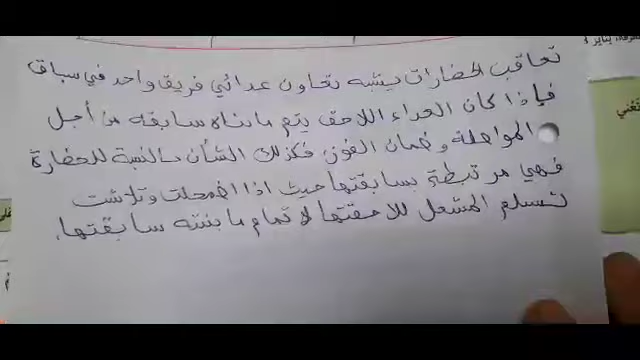 تعاقب الحضارات يشبه تعاون عدائي فريق واحد في سباق
فإذا كان العداء اللاحق يتم ما بناه سابقه من أجل
المواصلة وضمان الفوز، فكذلك الشأن بالنسبة للحضارة
فهي مرتبطة بسابقتها حيث اذا اضمحلت وتلاشت
تسلم المشعل للاحقتها لاتمام ما بنته سابقتها.